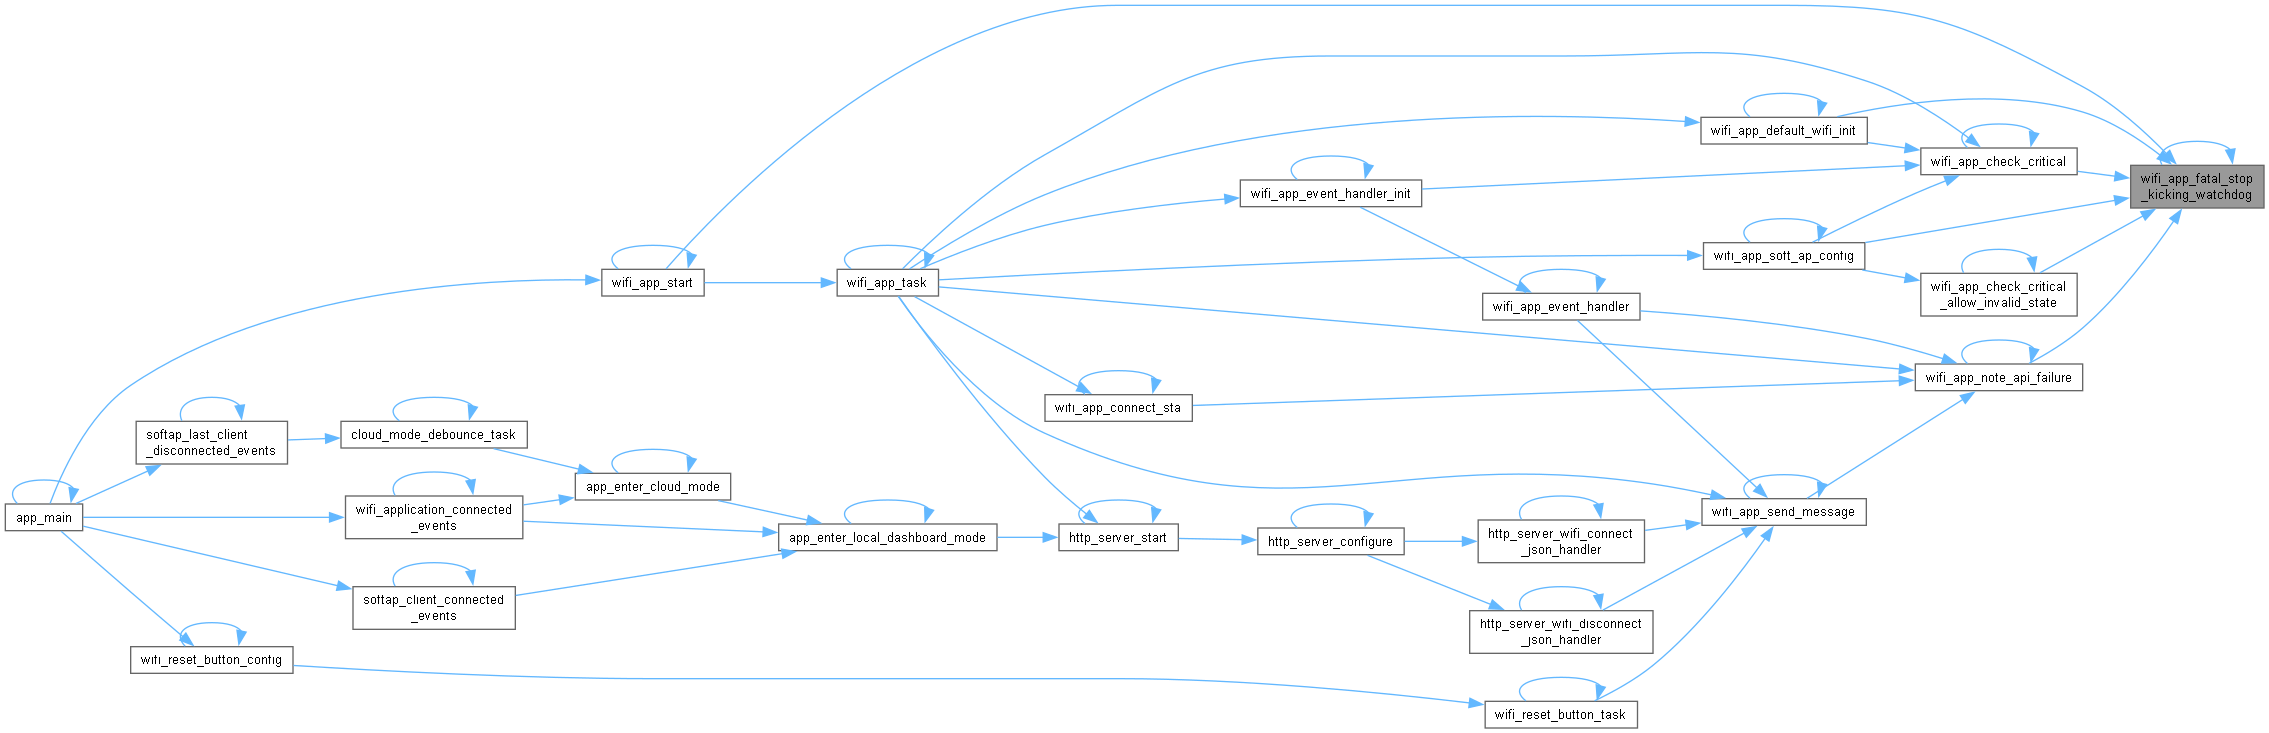 wifi_app_default_wifi_init
wifi_app_check_critical
wifi_app_fatal_stop
_kicking_watchdog
wifi_app_event_handler_init
wifi_app_soft_ap_config
wifi_app_start
wifi_app_task
wifi_app_check_critical
_allow_invalid_state
wifi_app_event_handler
wifi_app_note_api_failure
wifi_app_connect_sta
softap_last_client
_disconnected_events
cloud_mode_debounce_task
app_enter_cloud_mode
app_main
wifi_application_connected
_events
wifi_app_send_message
app_enter_local_dashboard_mode
http_server_start
http_server_configure
http_server_wifi_connect
_json_handler
softap_client_connected
_events
http_server_wifi_disconnect
_json_handler
wifi_reset_button_config
wifi_reset_button_task